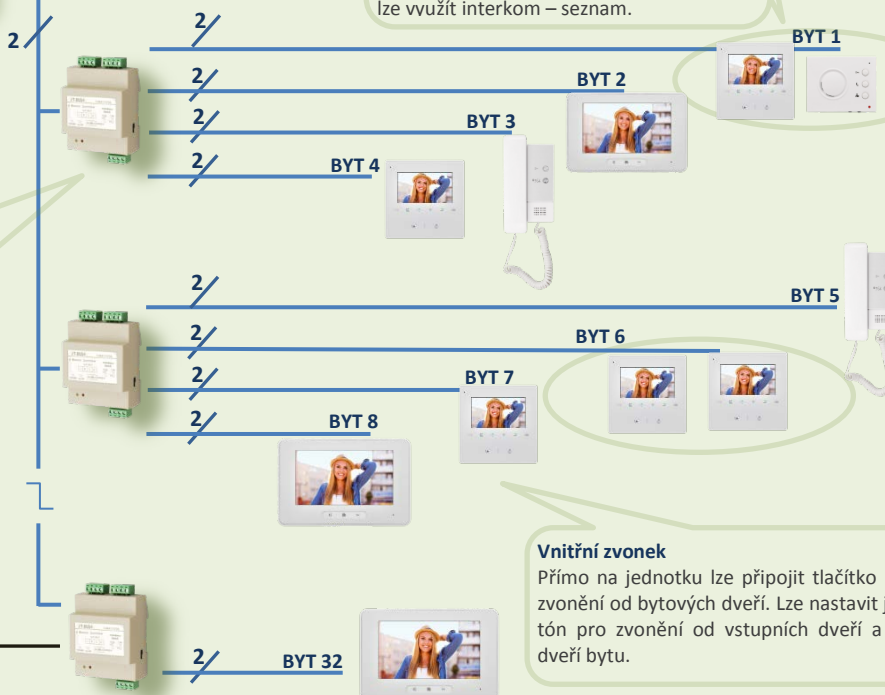 lze využít interkom – seznam.
2
2
BYT 1
2
BYT 2
2
BYT 3
2
BYT 4
2
BYT 5
2
BYT 6
2
BYT 7
2
BYT 8
Vnitřní zvonek
Přímo na jednotku lze připojit tlačítko
zvonění od bytových dveří. Lze nastavit
tón pro zvonění od vstupních dveří a
dveří bytu.
2
BYT 32